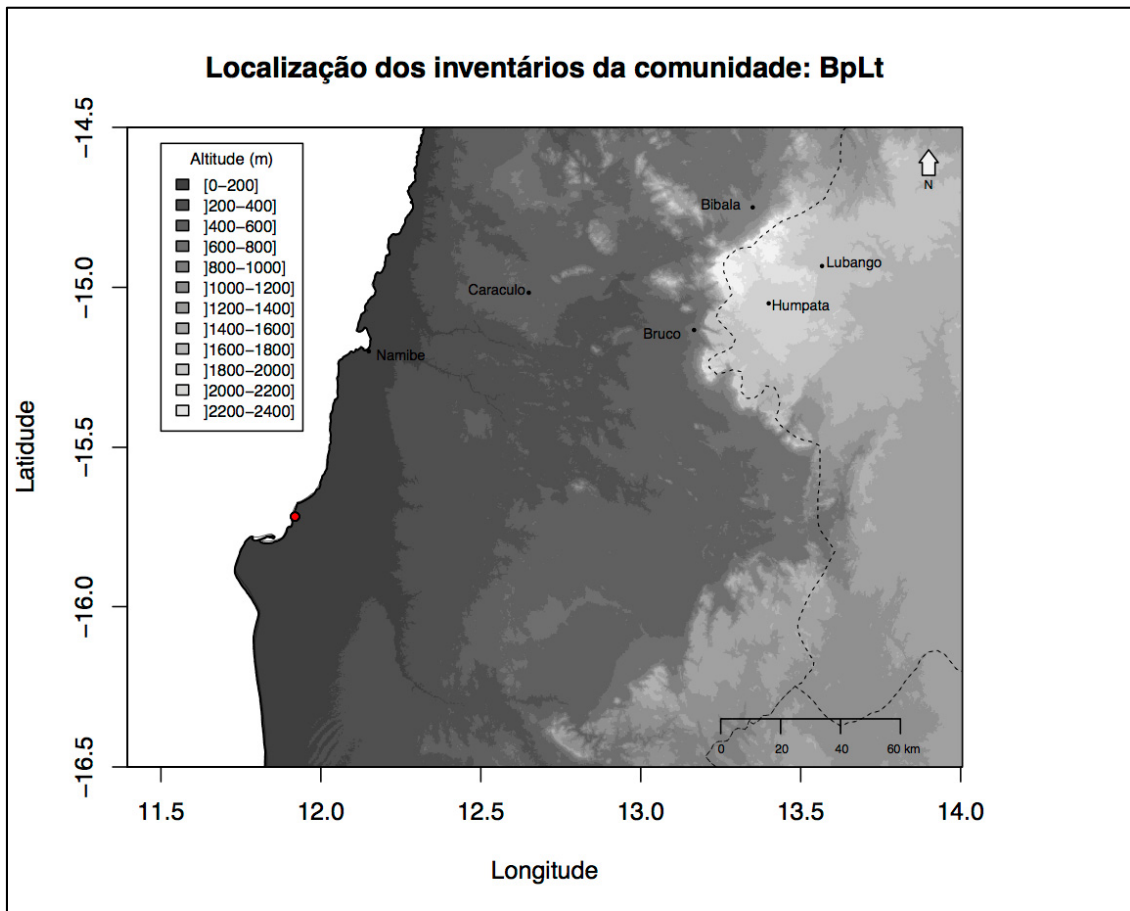 Localização dos inventários da comunidade: BpLt
Altitude (m)
[0−200]
]200−400]
]400−600]
]600−800]
]800−1000]
]1000−1200]
]1200−1400]
]1400−1600]
]1600−1800]
]1800−2000]
]2000−2200]
]2200−2400]
N
Bibala
Lubango
Caraculo
Humpata
Bruco
Namibe
0 20 40 60 km
−14.5
−15.0
−15.5
−16.0
−16.5
Latidude
11.5 12.0 12.5 13.0 13.5 14.0
Longitude